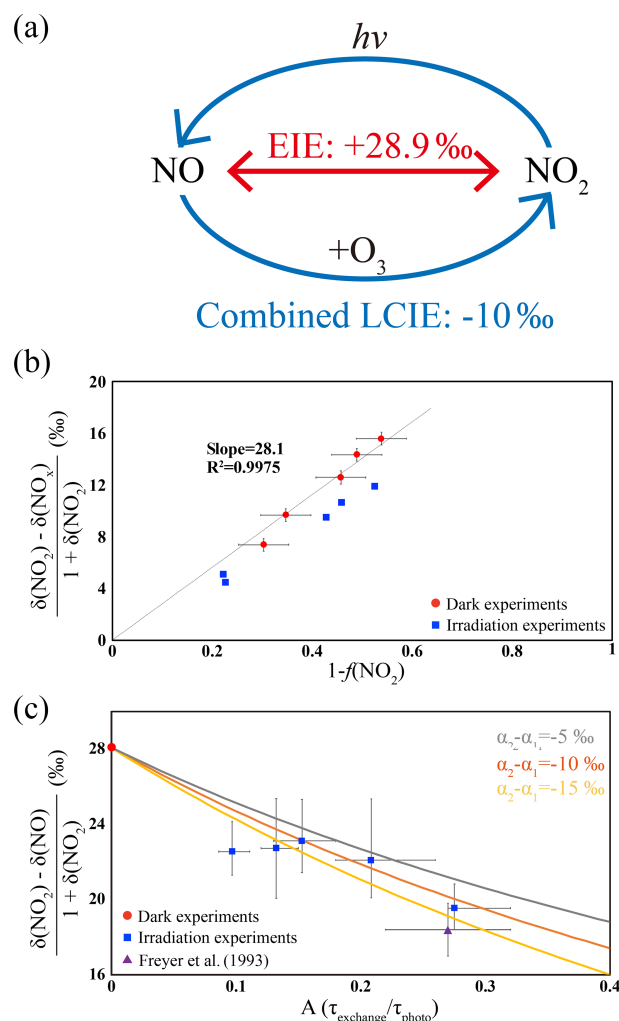 (a)
hν
EIE: +28.9 ‰
NO
NO2
+O3
Combined LCIE: -10 ‰
(b)
20
16
12
8
4
0
δ(NO2) - δ(NOx)
1 + δ(NO2)
(‰)
Slope=28.1
R²=0.9975
Dark experiments
Irradiation experiments
0 0.2 0.4 0.6 0.8 1
1-f(NO2)
(c)
28
24
20
16
δ(NO2) - δ(NO)
1 + δ(NO2)
(‰)
α2-α1=-5 ‰
α2-α1=-10 ‰
α2-α1=-15 ‰
Dark experiments
Irradiation experiments
Freyer et al. (1993)
0 0.1 0.2 0.3 0.4
A (τexchange/τphoto)